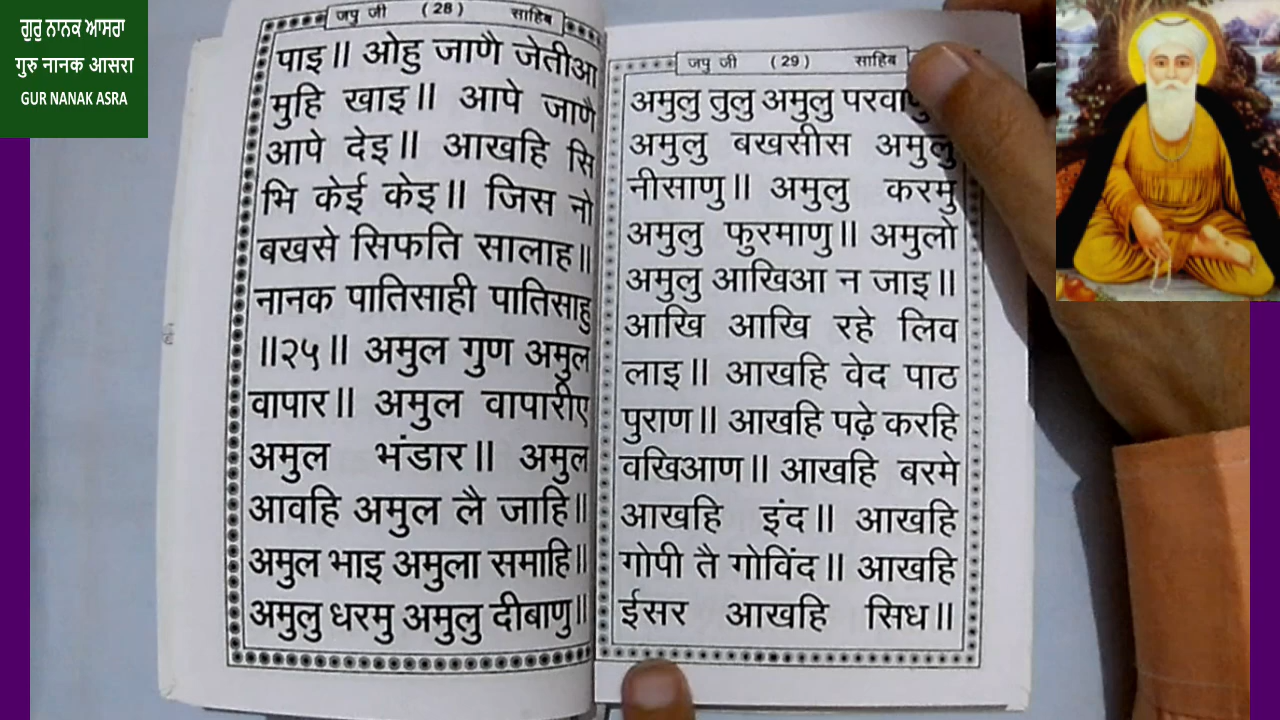 ਗੁਰੁ ਨਾਨਕ ਆਸਰਾ
गुरु नानक आसरा
GUR NANAK ASRA
जपु जी (28) साहिब
पाइ॥ ओहु जाणै जेतीआ
मुहि खाइ॥ आपे जाणै
आपे देइ॥ आखहि सि
भि केई केइ॥ जिस नो
बखसे सिफति सालाह॥
नानक पातिसाही पातिसाहु
॥२५॥ अमुल गुण अमुल
वापार॥ अमुल वापारीए
अमुल भंडार॥ अमुल
आवहि अमुल लै जाहि॥
अमुल भाइ अमुला समाहि॥
अमुलु धरमु अमुलु दीबाणु॥
जपु जी (29) साहिब
अमुलु तुलु अमुलु
अमुलु बखसीस अमुलु
नीसाणु॥ अमुलु करमु
अमुलु फुरमाणु॥ अमुलो
अमुलु आखिआ न जाइ॥
आखि आखि रहे लिव
लाइ॥ आखहि वेद पाठ
पुराण॥ आखहि पढ़े करहि
वखिआण॥ आखहि बरमे
आखहि इंद॥ आखहि
गोपी तै गोविंद॥ आखहि
ईसर आखहि सिध॥